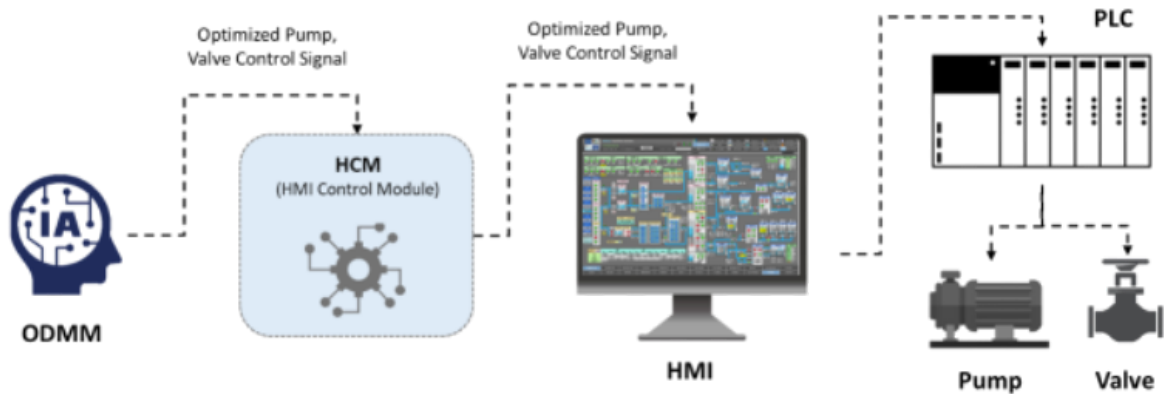 Optimized Pump,
Valve Control Signal
Optimized Pump,
Valve Control Signal
PLC
HCM
(HMI Control Module)
iA
ODMM
HMI
Pump
Valve